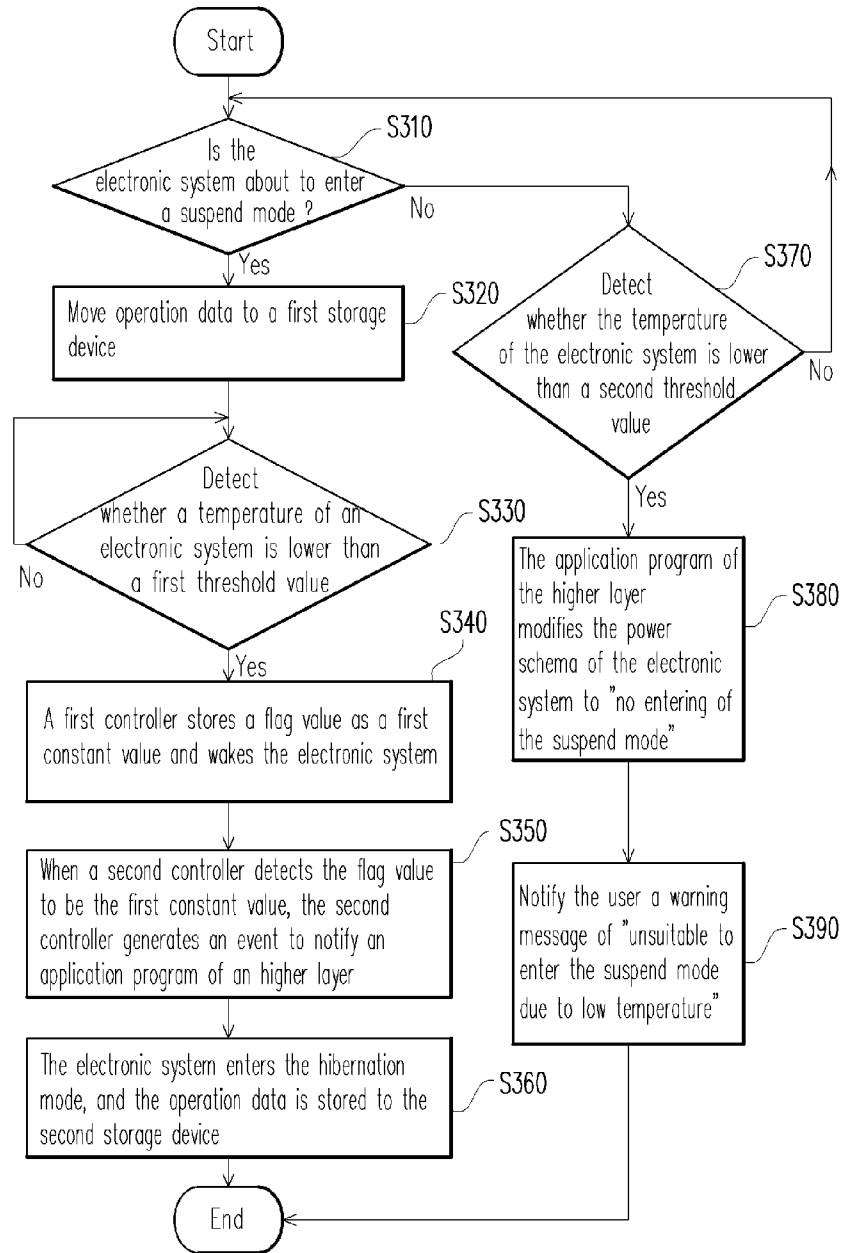 Start
S310
Is the
electronic system about to enter
a suspend mode ?
No
Yes
S320
Move operation data to a first storage
device
S370
Detect
whether the temperature
of the electronic system is lower
than a second threshold
value
No
Yes
Detect
whether a temperature of an
electronic system is lower than
a first threshold value
S330
No
Yes
S340
A first controller stores a flag value as a first
constant value and wakes the electronic system
The application program of
the higher layer
modifies the power
schema of the electronic
system to "no entering of
the suspend mode"
S380
S350
When a second controller detects the flag value
to be the first constant value, the second
controller generates an event to notify an
application program of an higher layer
Notify the user a warning
message of "unsuitable to
enter the suspend mode
due to low temperature"
S390
The electronic system enters the hibernation
mode, and the operation data is stored to the
second storage device
S360
End